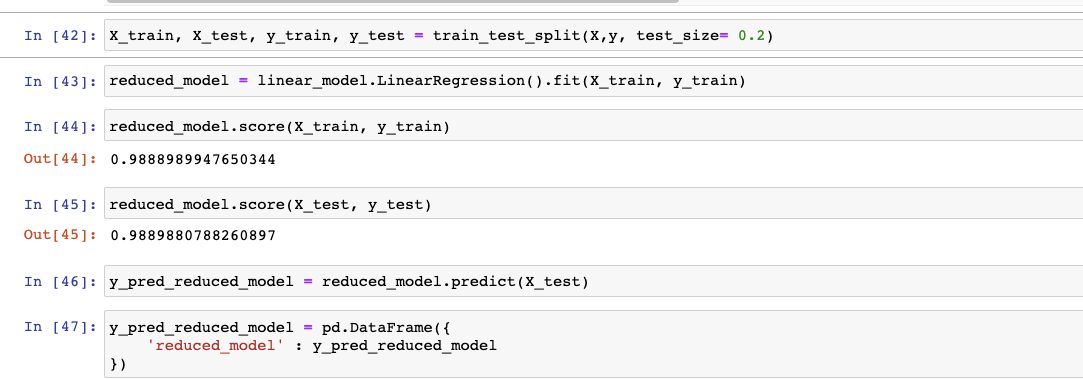 In [42]: X_train, X_test, y_train, y_test = train_test_split(X,y, test_size= 0.2)
In [43]: reduced_model = linear_model.LinearRegression().fit(X_train, y_train)
In [44]: reduced_model.score(X_train, y_train)
Out[44]: 0.9888989947650344
In [45]: reduced_model.score(X_test, y_test)
Out[45]: 0.9889880788260897
In [46]: y_pred_reduced_model = reduced_model.predict(X_test)
In [47]: y_pred_reduced_model = pd.DataFrame({
    'reduced_model' : y_pred_reduced_model
})